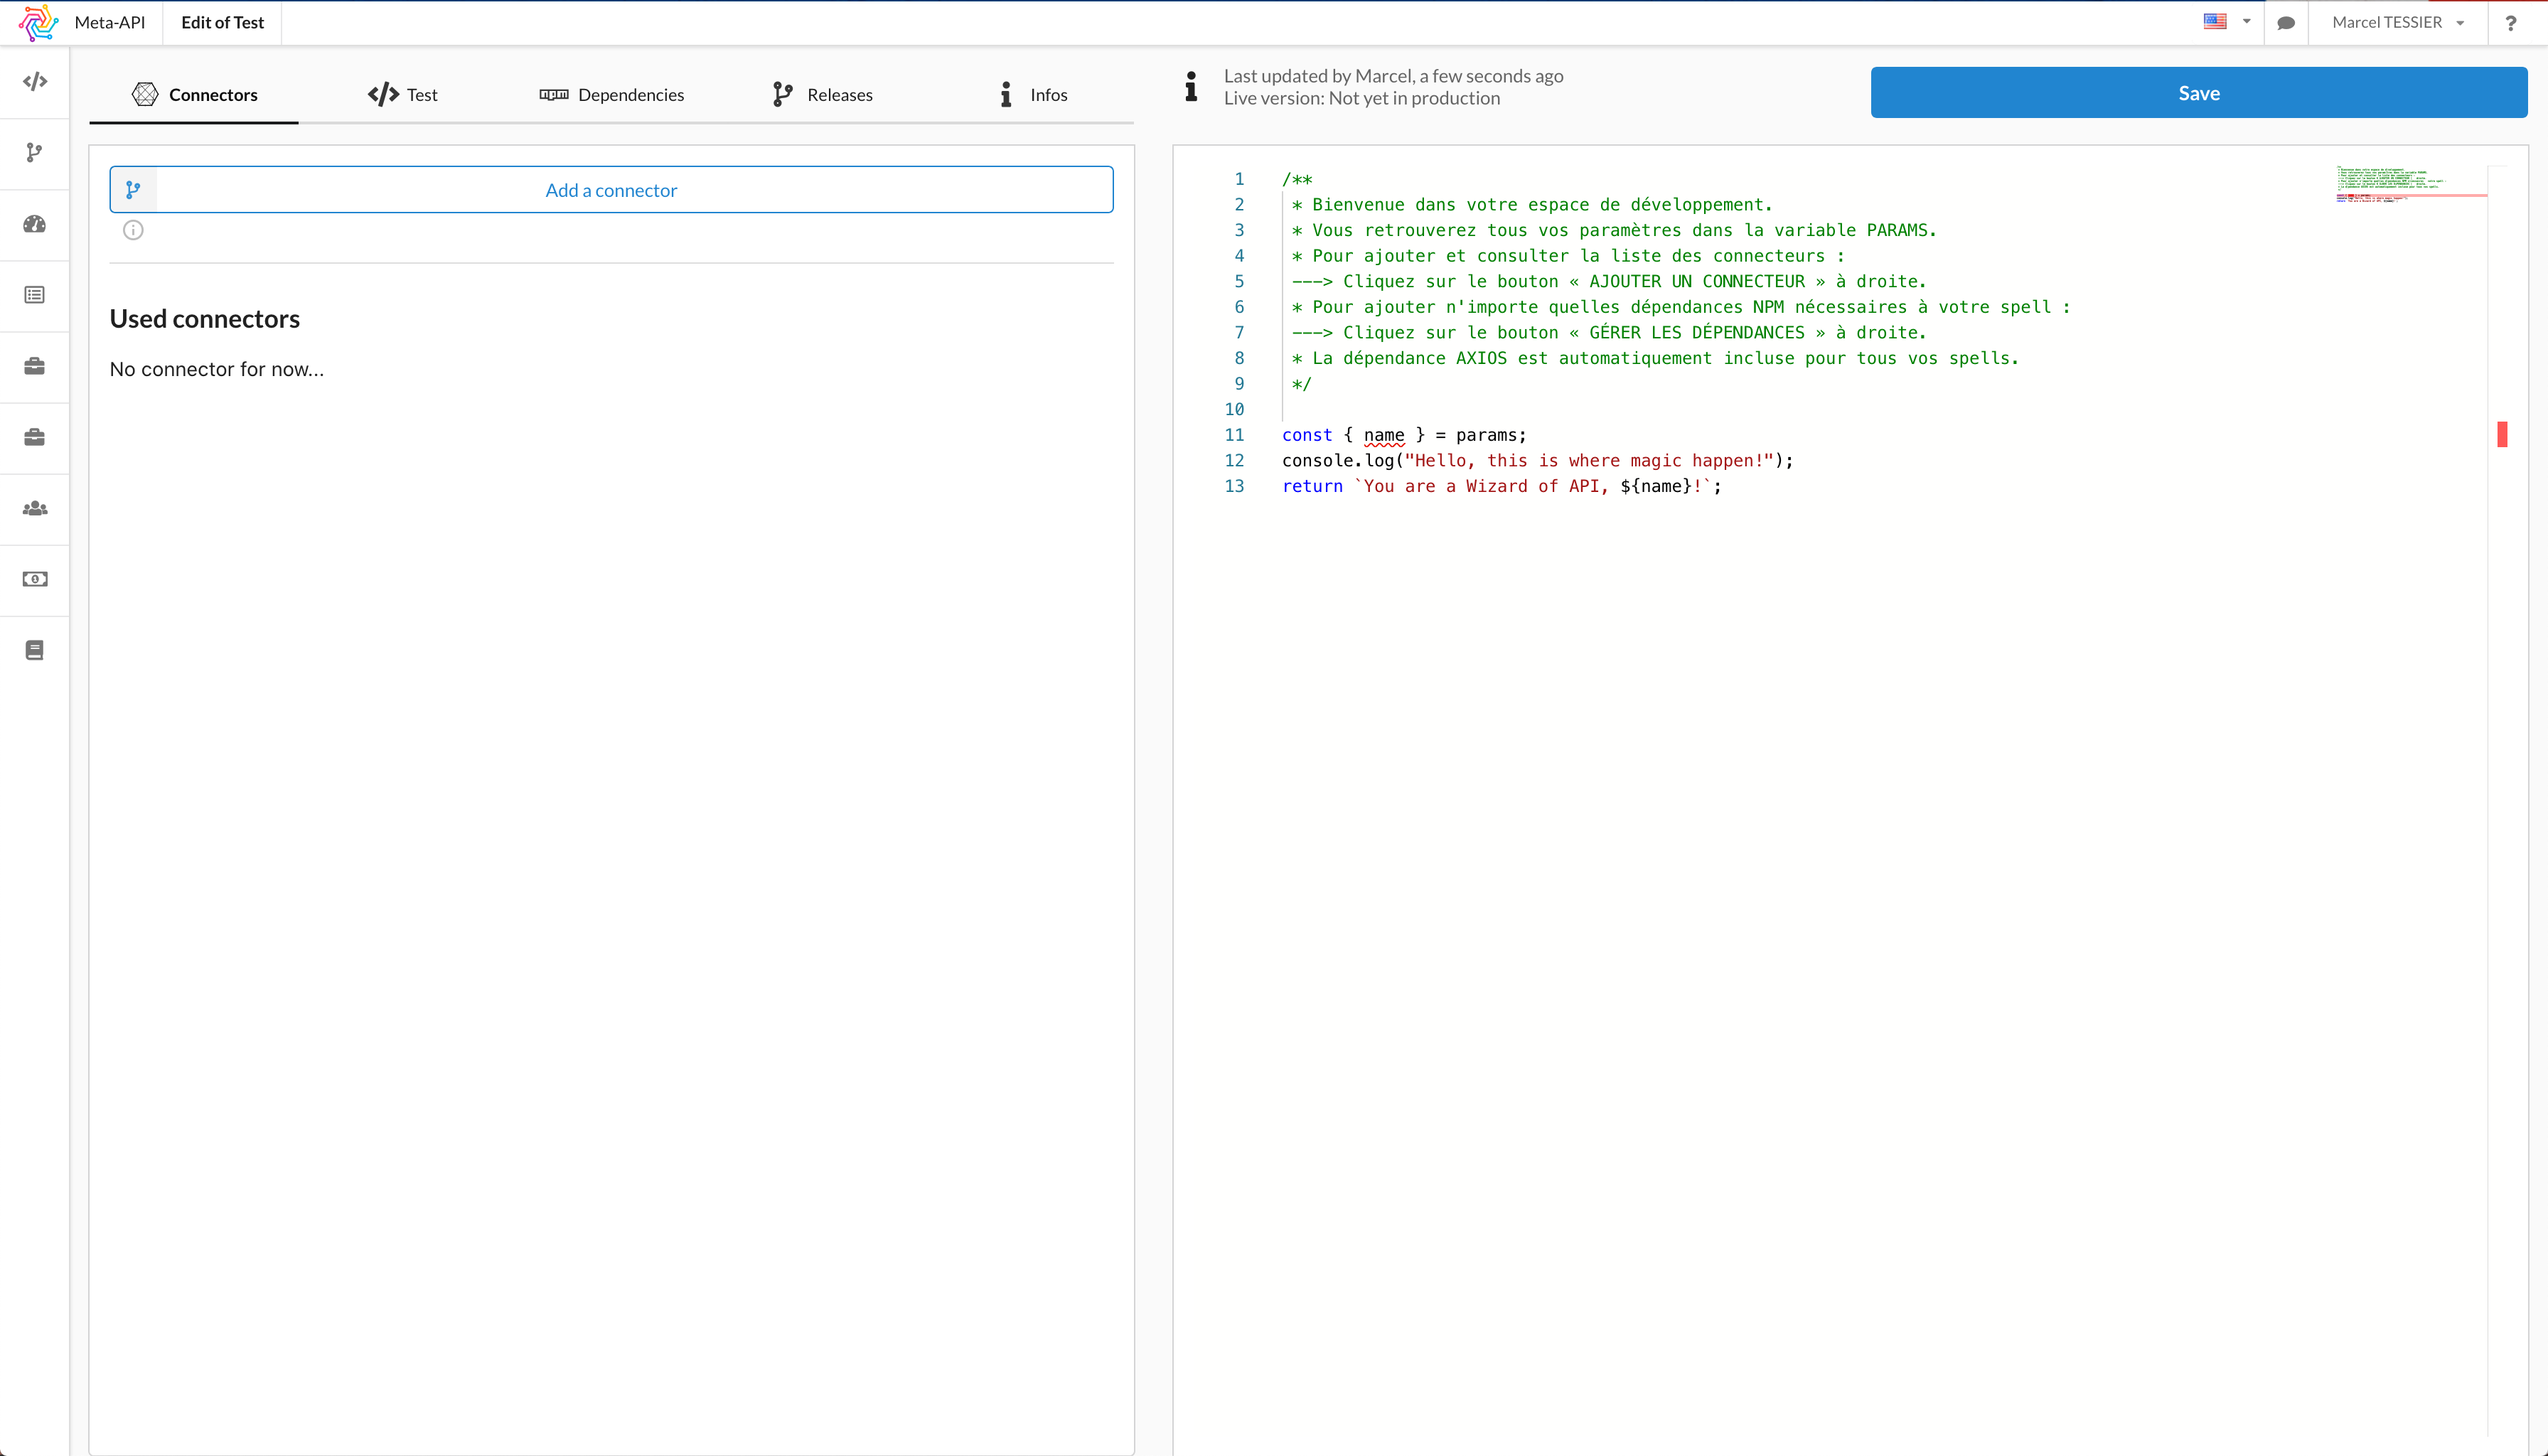 Meta-API
Edit of Test
Marcel TESSIER
?
Connectors
Test
Dependencies
Releases
Infos
Last updated by Marcel, a few seconds ago
Live version: Not yet in production
Save
Add a connector
Used connectors
No connector for now...
1 /**
2 * Bienvenue dans votre espace de développement.
3 * Vous retrouverez tous vos paramètres dans la variable PARAMS.
4 * Pour ajouter et consulter la liste des connecteurs :
5 ---> Cliquez sur le bouton « AJOUTER UN CONNECTEUR » à droite.
6 * Pour ajouter n'importe quelles dépendances NPM nécessaires à votre spell :
7 ---> Cliquez sur le bouton « GÉRER LES DÉPENDANCES » à droite.
8 * La dépendance AXIOS est automatiquement incluse pour tous vos spells.
9 */
10
11 const { name } = params;
12 console.log("Hello, this is where magic happen!");
13 return `You are a Wizard of API, ${name}!`;